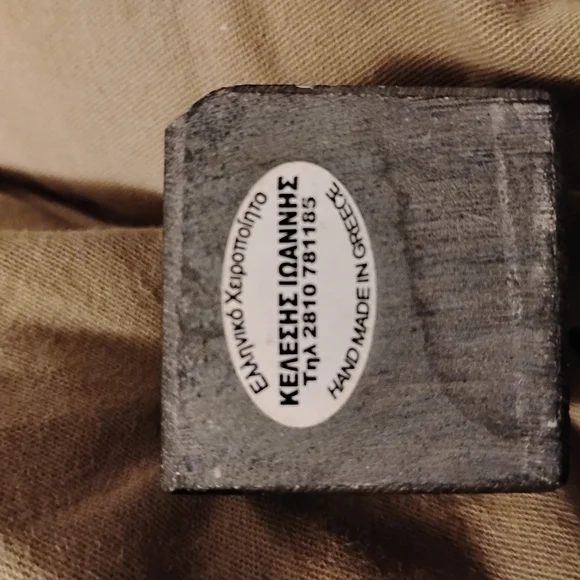 Ελληνικό Χειροποίητο
ΚΕΛΕΣΗΣ ΙΩΑΝΝΗΣ
Τηλ 2810 781185
HAND MADE IN GREECE